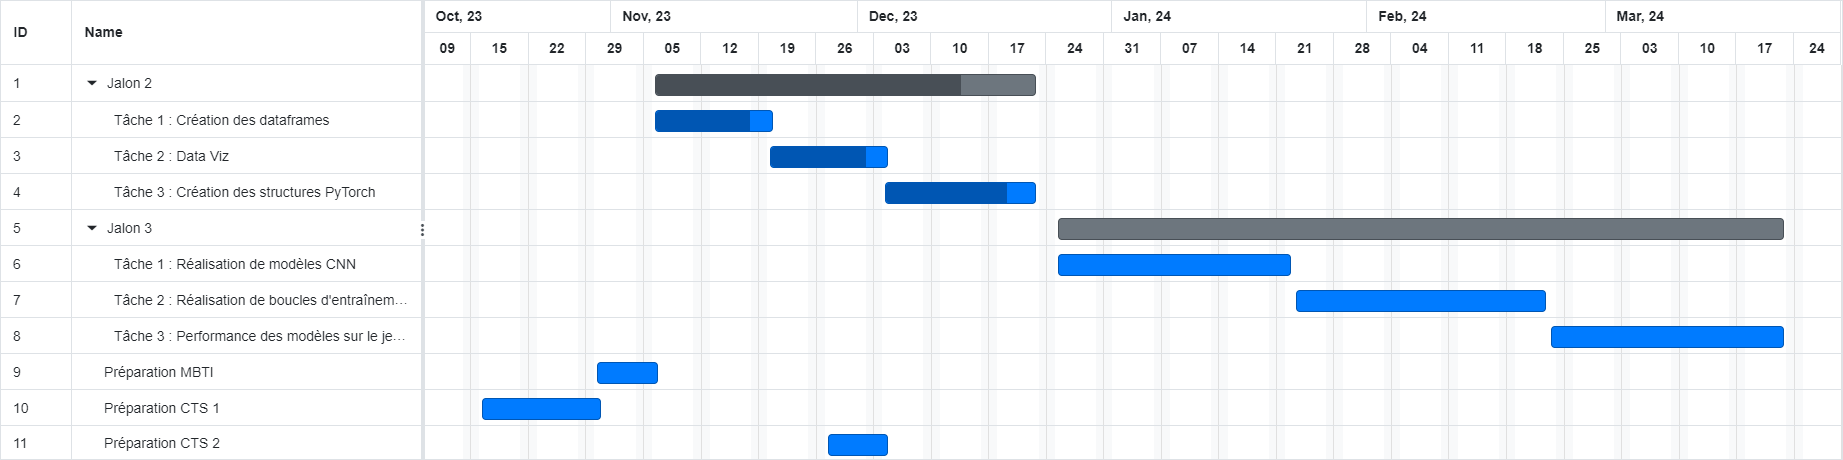 ID Name Oct, 23 Nov, 23 Dec, 23 Jan, 24 Feb, 24 Mar, 24
09 15 22 29 05 12 19 26 03 10 17 24 31 07 14 21 28 04 11 18 25 03 10 17 24
1 Jalon 2
2 Tâche 1 : Création des dataframes
3 Tâche 2 : Data Viz
4 Tâche 3 : Création des structures PyTorch
5 Jalon 3
6 Tâche 1 : Réalisation de modèles CNN
7 Tâche 2 : Réalisation de boucles d'entraînem...
8 Tâche 3 : Performance des modèles sur le je...
9 Préparation MBTI
10 Préparation CTS 1
11 Préparation CTS 2